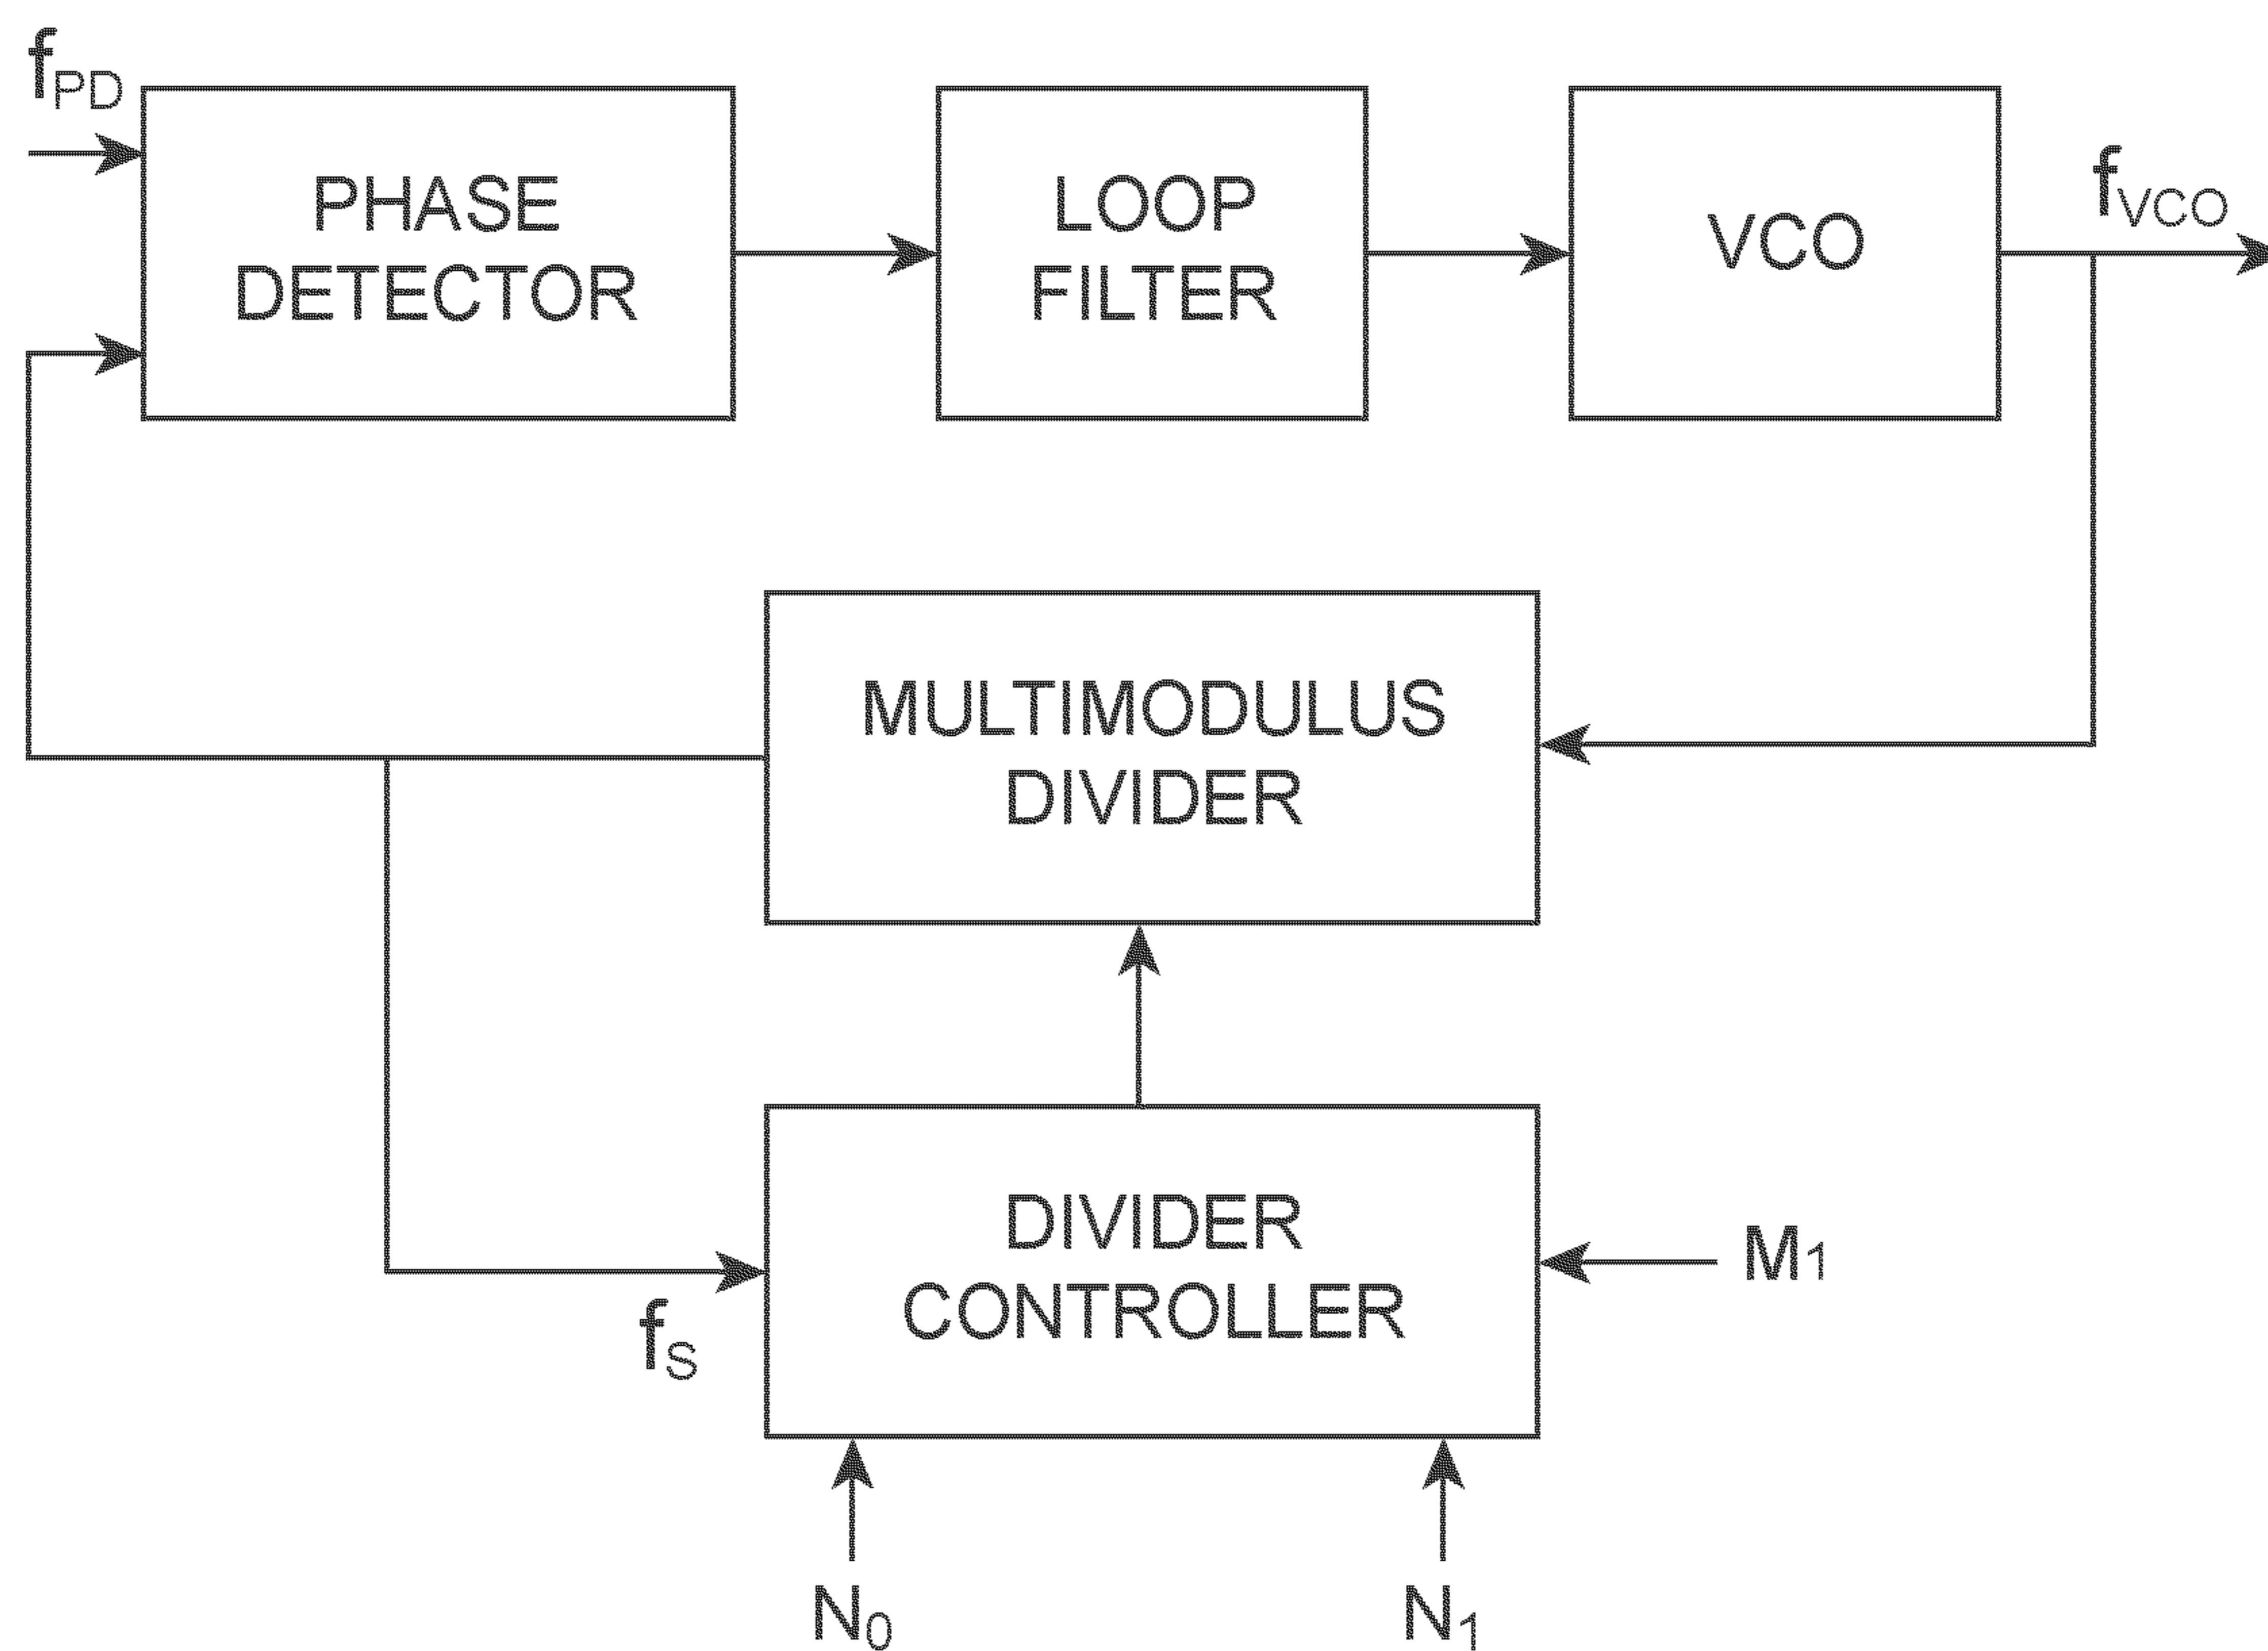 fPD
PHASE
DETECTOR
LOOP
FILTER
VCO
fVCO
MULTIMODULUS
DIVIDER
DIVIDER
CONTROLLER
M1
fS
N0
N1